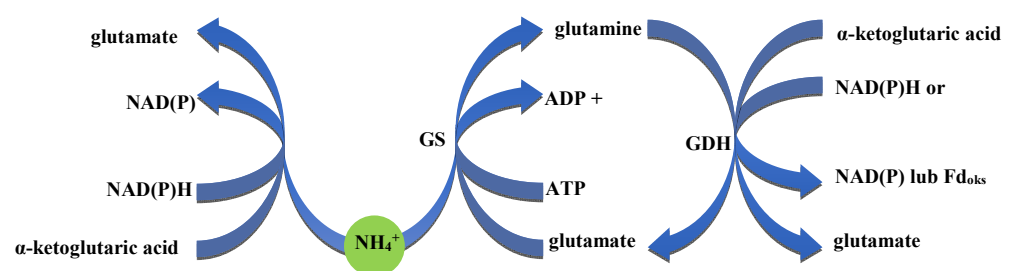 glutamate
NAD(P)
NAD(P)H
α-ketoglutaric acid
NH₄⁺
GS
glutamine
ADP +
ATP
glutamate
GDH
α-ketoglutaric acid
NAD(P)H or
NAD(P) lub Fdₒₖₛ
glutamate